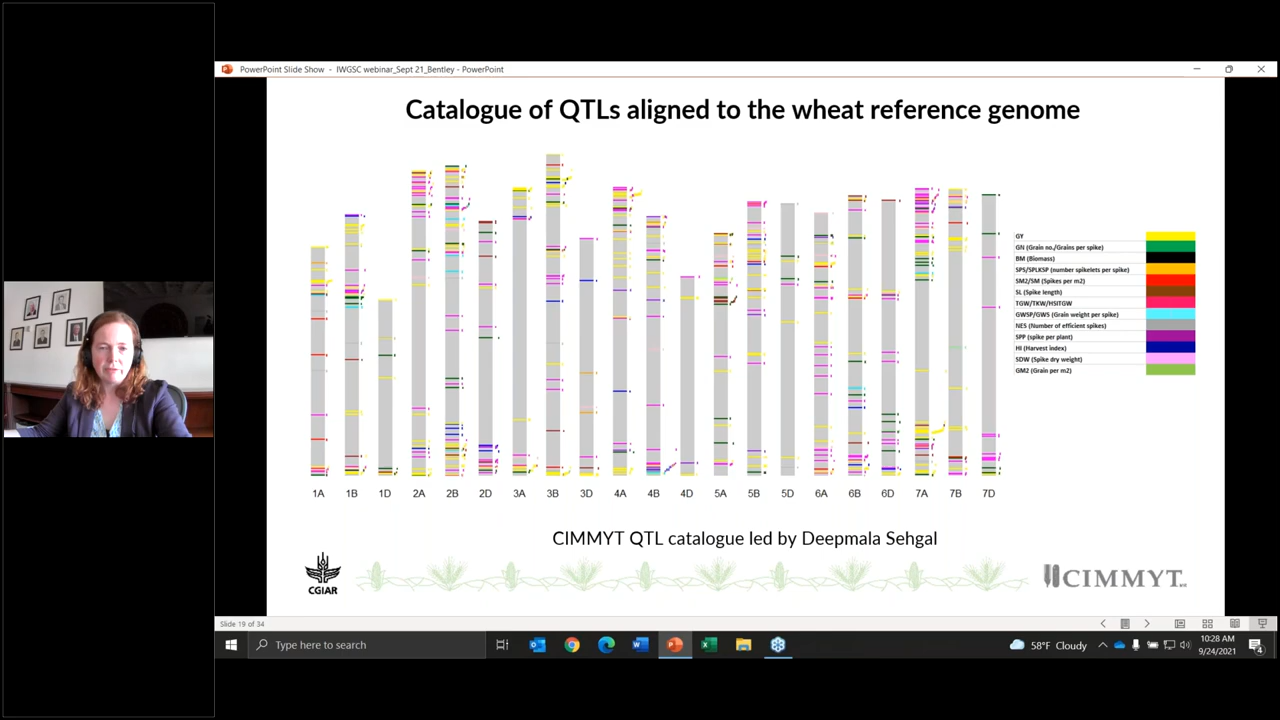 PowerPoint Slide Show - IWGSC webinar_Sept 21_Bentley - PowerPoint
Catalogue of QTLs aligned to the wheat reference genome
GY
GN (Grain no./Grains per spike)
BM (Biomass)
SPS/SPLKSP (number spikelets per spike)
SM2/SM (Spikes per m2)
SL (Spike length)
TGW/TKW/HSITGW
GWSP/GWS (Grain weight per spike)
NES (Number of efficient spikes)
SPP (spike per plant)
HI (Harvest index)
SDW (Spike dry weight)
GM2 (Grain per m2)
1A 1B 1D 2A 2B 2D 3A 3B 3D 4A 4B 4D 5A 5B 5D 6A 6B 6D 7A 7B 7D
CIMMYT QTL catalogue led by Deepmala Sehgal
CGIAR
CIMMYT
Slide 19 of 34
Type here to search
58°F Cloudy
10:28 AM
9/24/2021
4